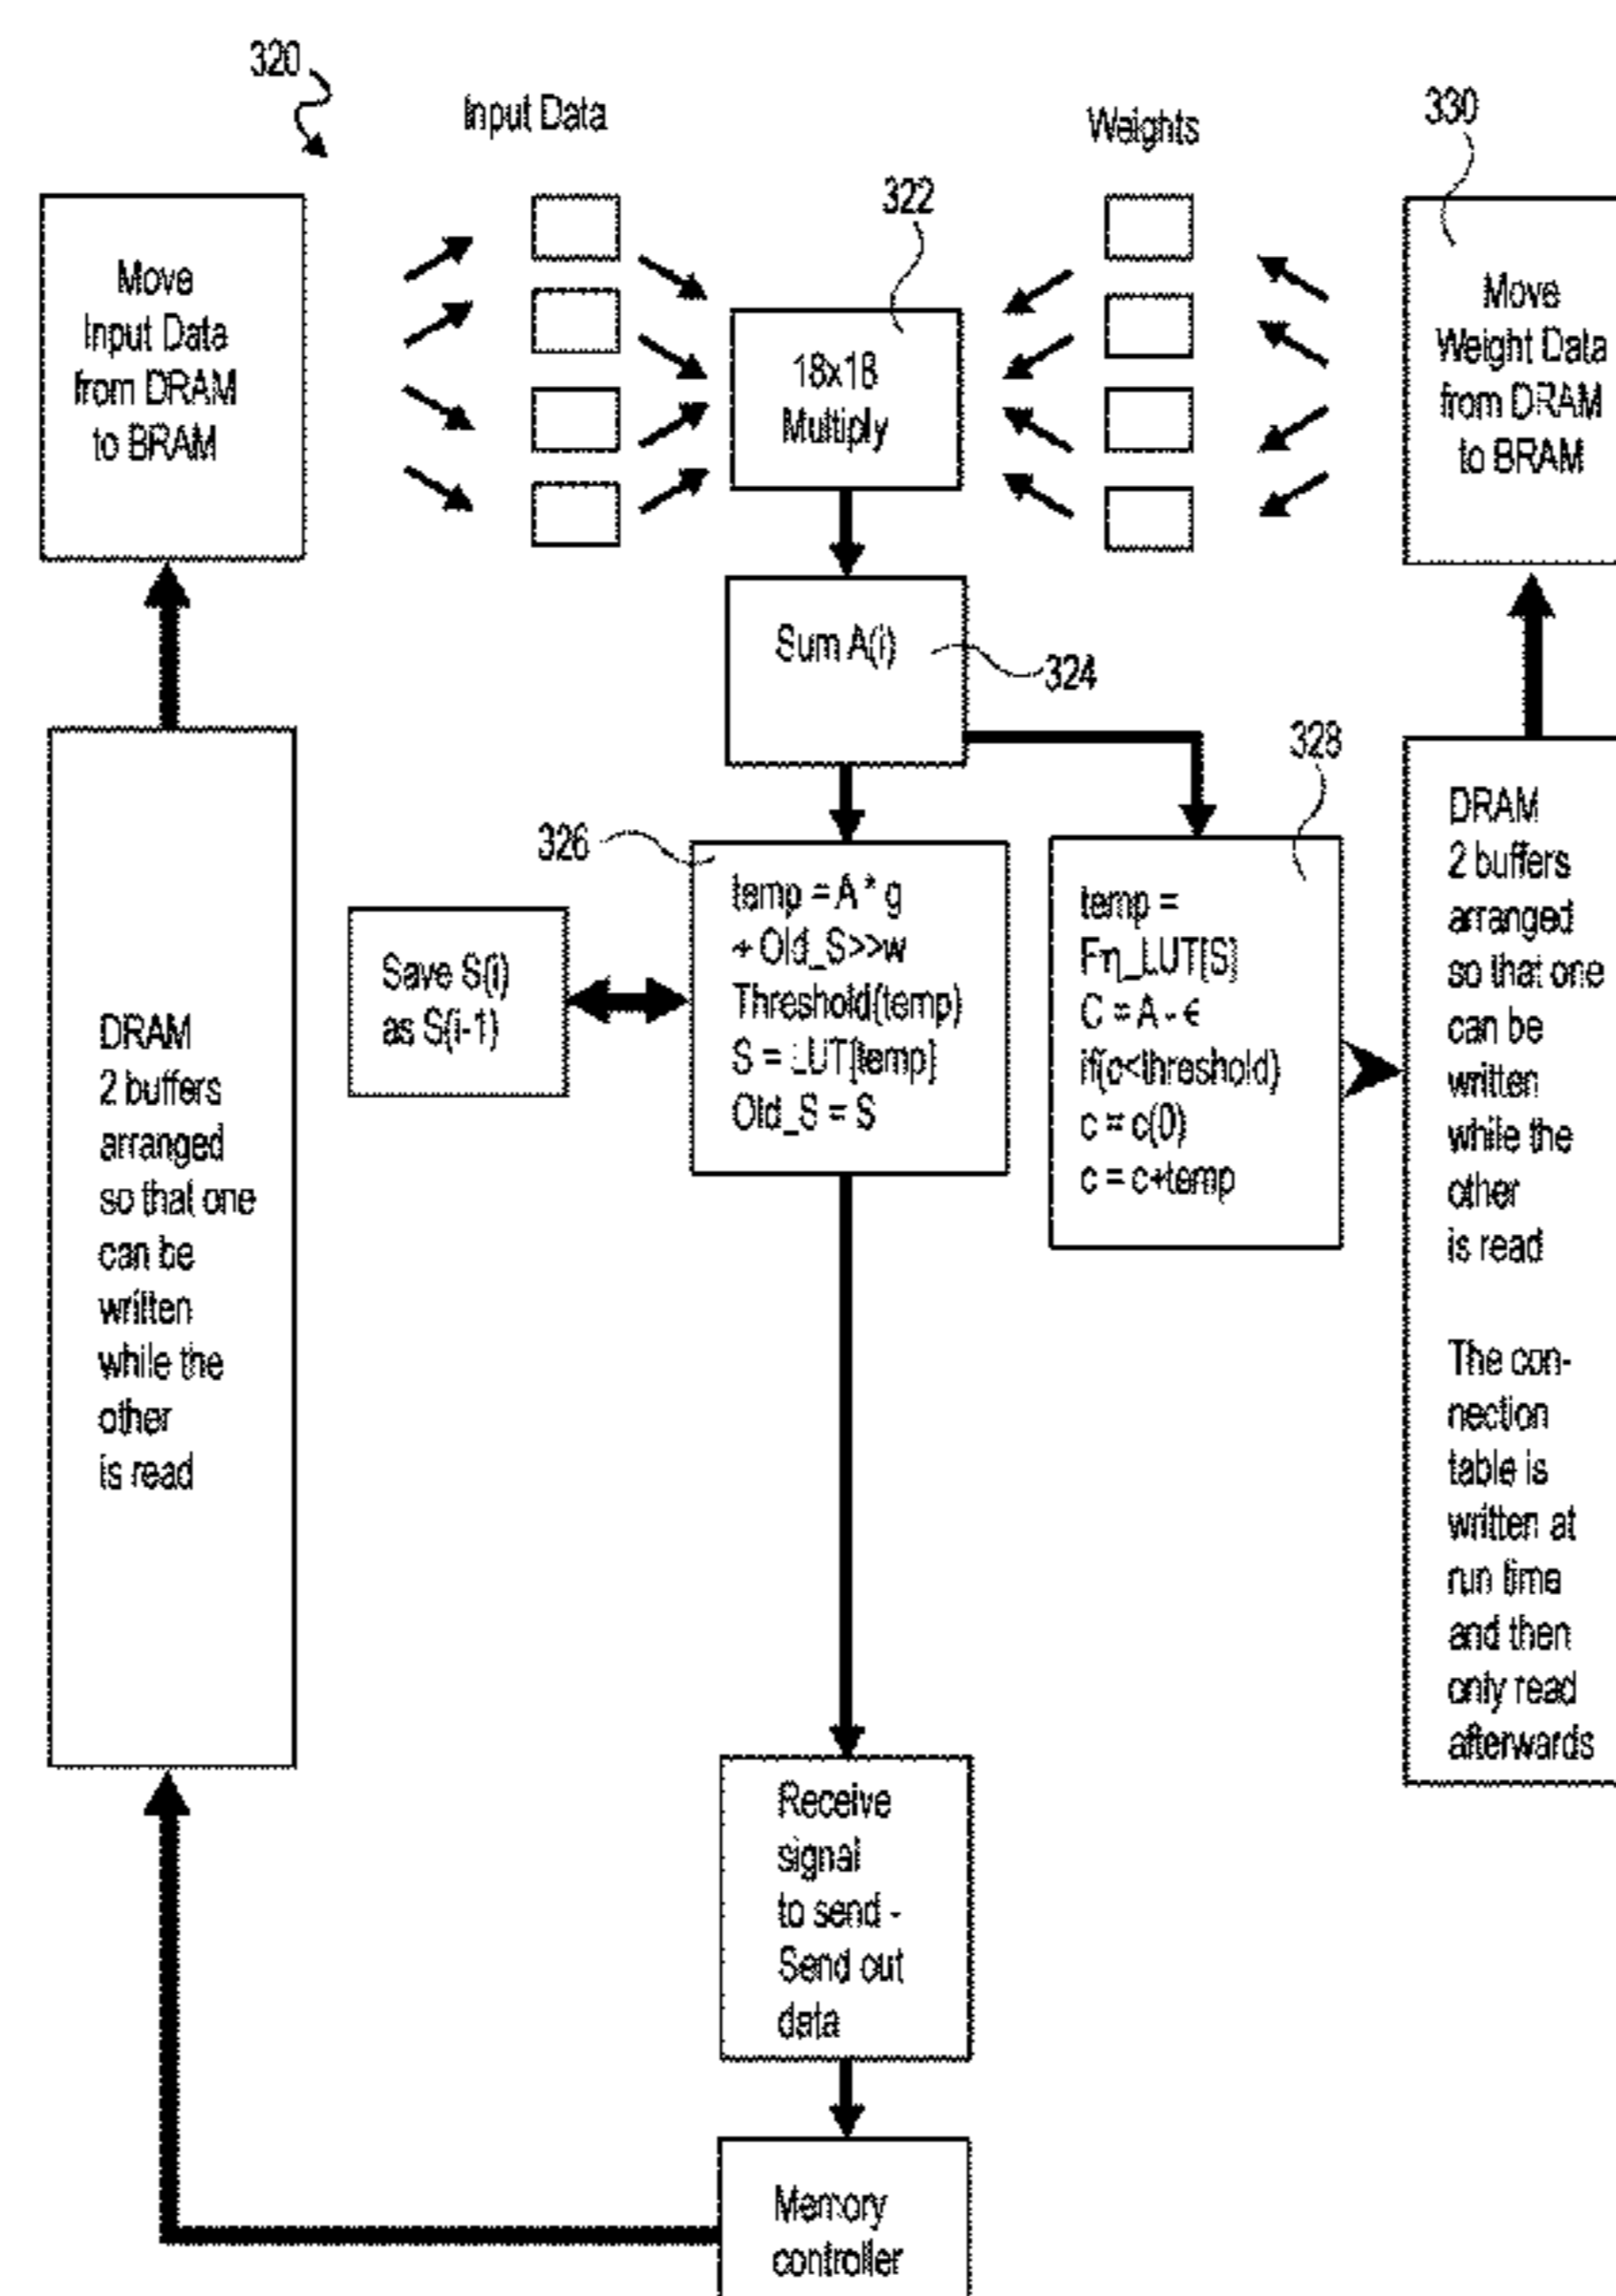 320
Input Data
Weights
330
322
Move
Input Data
from DRAM
to BRAM
18x18
Multiply
Move
Weight Data
from DRAM
to BRAM
Sum A(i)
324
328
326
temp = A * g
+ Old_S>>w
Threshold(temp)
S = LUT[temp]
Old_S = S
Save S(i)
as S(i-1)
temp =
Fη_LUT[S]
C = A - ϵ
if(c<threshold)
c = c(0)
c = c+temp
DRAM
2 buffers
arranged
so that one
can be
written
while the
other
is read
The con-
nection
table is
written at
run time
and then
only read
afterwards
DRAM
2 buffers
arranged
so that one
can be
written
while the
other
is read
Receive
signal
to send -
Send out
data
Memory
controller